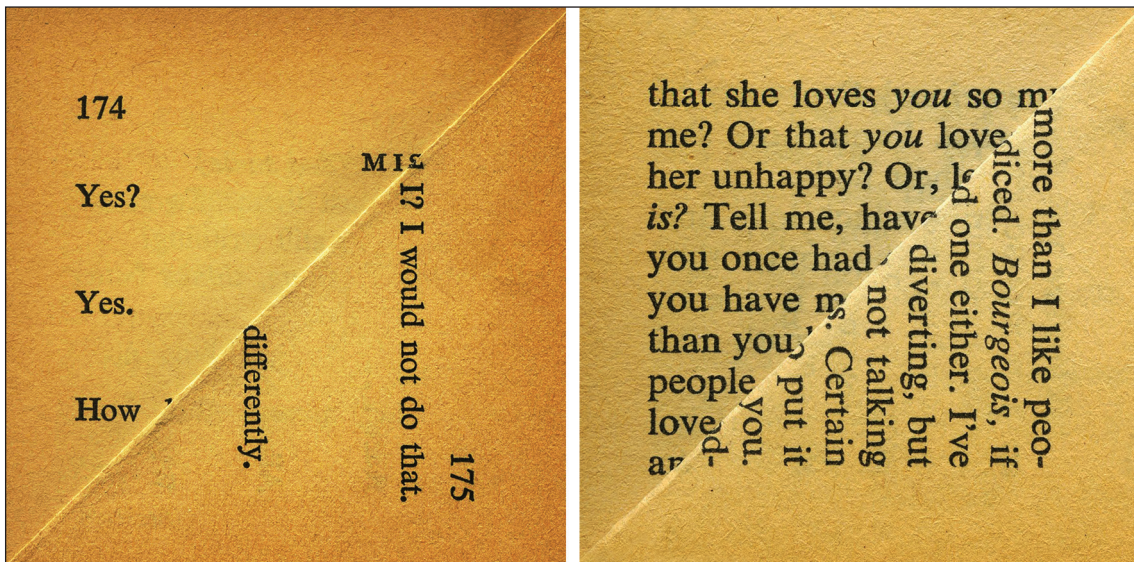 174
MIS
Yes?
Yes.
How
I? I would not do that.
differently.
175
that she loves you so
me? Or that you love
her unhappy? Or,
is? Tell me, have
you once had
you have
than you
people
love
more than I like peo-
diced. Bourgeois, if
one either. I've
diverting, but
not talking
Certain
put it
you.